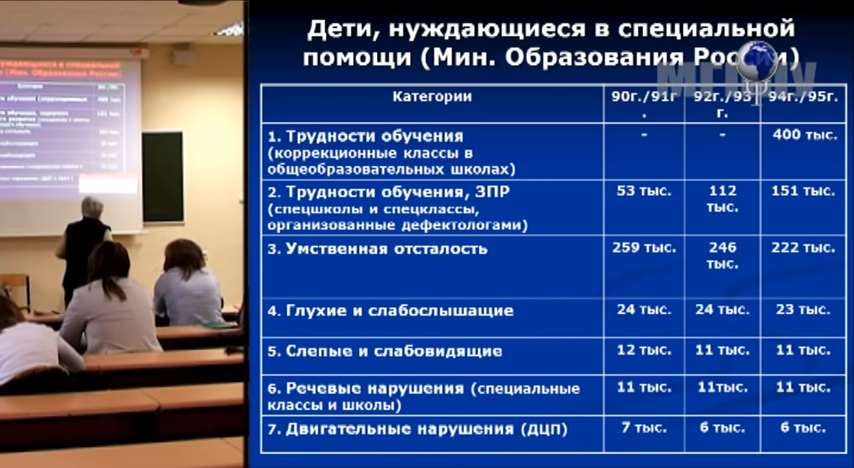 Дети, нуждающиеся в специальной
помощи (Мин. Образования России)
Категории 90г./91г. 92г./93г. 94г./95г.
1. Трудности обучения - - 400 тыс.
(коррекционные классы в
общеобразовательных школах)
2. Трудности обучения, ЗПР 53 тыс. 112 тыс. 151 тыс.
(спецшколы и спецклассы,
организованные дефектологами)
3. Умственная отсталость 259 тыс. 246 тыс. 222 тыс.
4. Глухие и слабослышащие 24 тыс. 24 тыс. 23 тыс.
5. Слепые и слабовидящие 12 тыс. 11 тыс. 11 тыс.
6. Речевые нарушения (специальные 11 тыс. 11тыс. 11 тыс.
классы и школы)
7. Двигательные нарушения (ДЦП) 7 тыс. 6 тыс. 6 тыс.